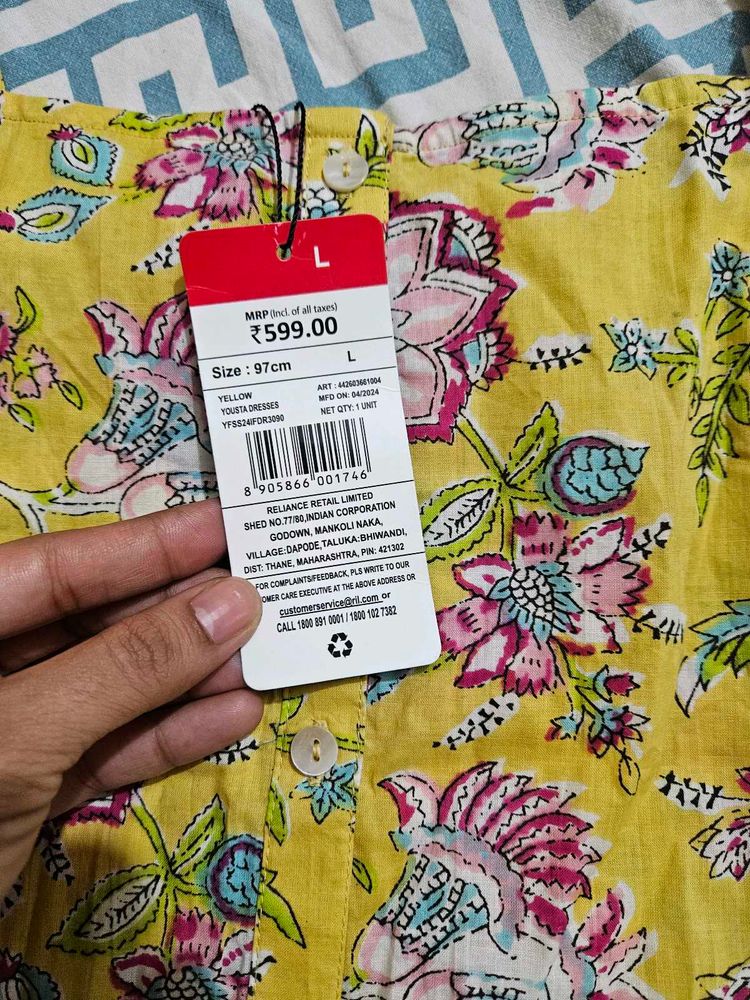 L
MRP (Incl. of all taxes)
₹599.00
Size : 97cm L
YELLOW ART : 442603661004
YOUSTA DRESSES MFD ON: 04/2024
YFSS24IFDR3090 NET QTY: 1 UNIT
8 905866 001746
RELIANCE RETAIL LIMITED
SHED NO.77/80,INDIAN CORPORATION
GODOWN, MANKOLI NAKA,
VILLAGE:DAPODE,TALUKA:BHIWANDI,
DIST: THANE, MAHARASHTRA, PIN: 421302
FOR COMPLAINTS/FEEDBACK, PLS WRITE TO OUR
OMER CARE EXECUTIVE AT THE ABOVE ADDRESS OR
customerservice@ril.com or
CALL 1800 891 0001 / 1800 102 7382